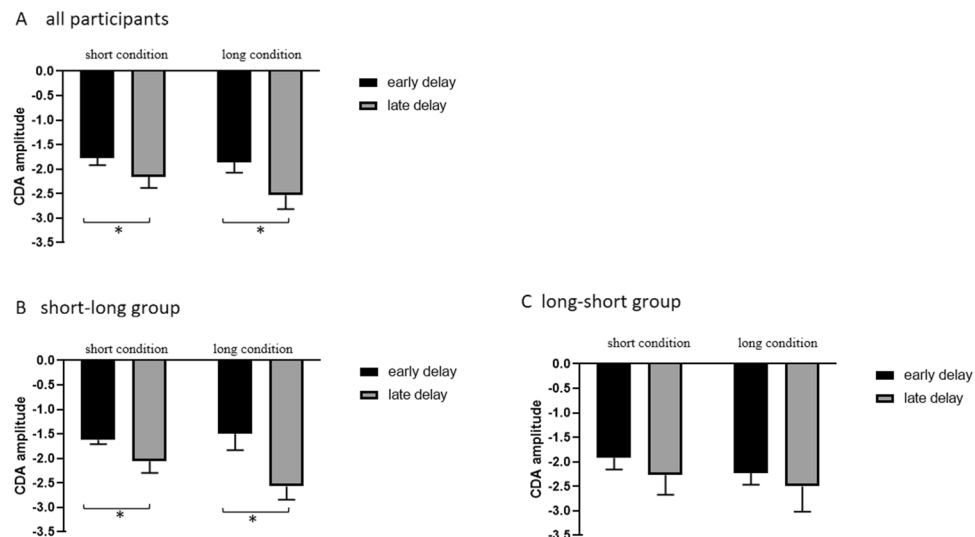 A all participants
short condition
long condition
early delay
late delay
CDA amplitude
0.0
-0.5
-1.0
-1.5
-2.0
-2.5
-3.0
-3.5
*
*
B short-long group
short condition
long condition
early delay
late delay
CDA amplitude
0.0
-0.5
-1.0
-1.5
-2.0
-2.5
-3.0
-3.5
*
*
C long-short group
short condition
long condition
early delay
late delay
CDA amplitude
0.0
-0.5
-1.0
-1.5
-2.0
-2.5
-3.0
-3.5